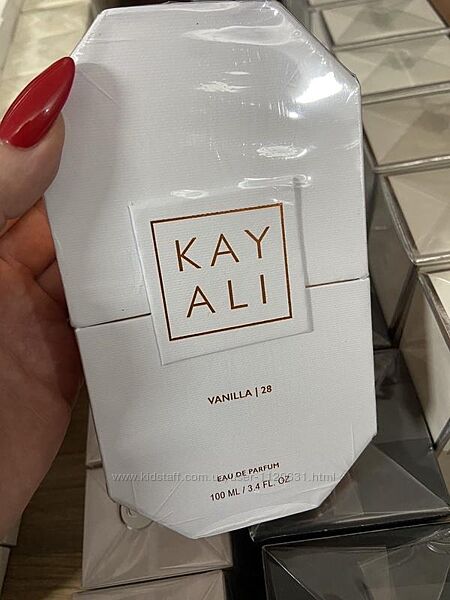 KAY
ALI
VANILLA | 28
EAU DE PARFUM
100 ML / 3.4 FL. OZ